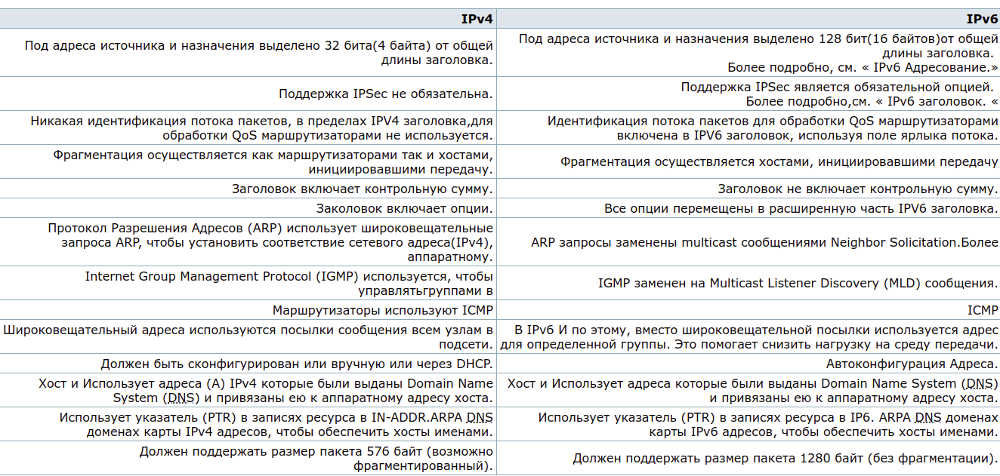 IPv4
IPv6
Под адреса источника и назначения выделено 32 бита(4 байта) от общей
длины заголовка.
Под адреса источника и назначения выделено 128 бит(16 байтов)от общей
длины заголовка.
Более подробно, см. « IPv6 Адресование.»
Поддержка IPSec не обязательна.
Поддержка IPSec является обязательной опцией.
Более подробно,см. « IPv6 заголовок. «
Никакая идентификация потока пакетов, в пределах IPV4 заголовка,для
обработки QoS маршрутизаторами не используется.
Идентификация потока пакетов для обработки QoS маршрутизаторами
включена в IPV6 заголовок, используя поле ярлыка потока.
Фрагментация осуществляется как маршрутизаторами так и хостами,
инициировавшими передачу.
Фрагментация осуществляется хостами, инициировавшими передачу
Заголовок включает контрольную сумму.
Заголовок не включает контрольную сумму.
Заколовок включает опции.
Все опции перемещены в расширенную часть IPV6 заголовка.
Протокол Разрешения Адресов (ARP) использует широковещательные
запроса ARP, чтобы установить соответствие сетевого адреса(IPv4),
аппаратному.
ARP запросы заменены multicast сообщениями Neighbor Solicitation.Более
Internet Group Management Protocol (IGMP) используется, чтобы
управлятьгруппами в
IGMP заменен на Multicast Listener Discovery (MLD) сообщения.
Маршрутизаторы используют ICMP
ICMP
Широковещательный адреса используются посылки сообщения всем узлам в
подсети.
В IPv6 И по этому, вместо широковещательной посылки используется адрес
для определенной группы. Это помогает снизить нагрузку на среду передачи.
Должен быть сконфигурирован или вручную или через DHCP.
Автоконфигурация Адреса.
Хост и Использует адреса (A) IPv4 которые были выданы Domain Name
System (DNS) и привязаны ею к аппаратному адресу хоста.
Хост и Использует адреса которые были выданы Domain Name System (DNS)
и привязаны ею к аппаратному адресу хоста.
Использует указатель (PTR) в записях ресурса в IN-ADDR.ARPA DNS
доменах карты IPv4 адресов, чтобы обеспечить хосты именами.
Использует указатель (PTR) в записях ресурса в IP6. ARPA DNS доменах
карты IPv6 адресов, чтобы обеспечить хосты именами.
Должен поддержать размер пакета 576 байт (возможно
фрагментированный).
Должен поддержать размер пакета 1280 байт (без фрагментации).